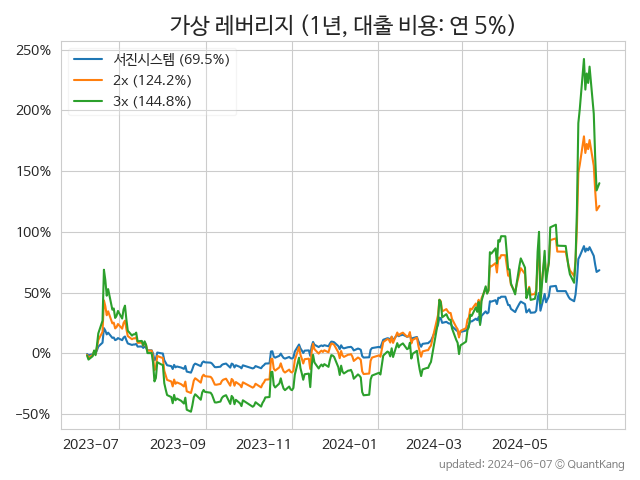 가상 레버리지 (1년, 대출 비용: 연 5%)
서진시스템 (69.5%)
2x (124.2%)
3x (144.8%)
250%
200%
150%
100%
50%
0%
−50%
2023-07
2023-09
2023-11
2024-01
2024-03
2024-05
updated: 2024-06-07 © QuantKang